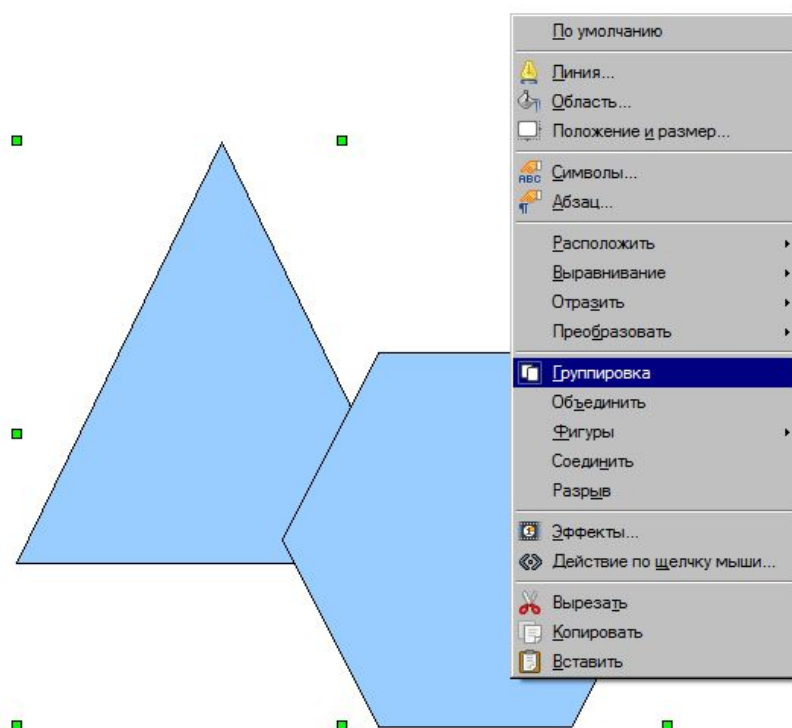 По умолчанию
Линия...
Область...
Положение и размер...
ABC Символы...
Абзац...
Расположить
Выравнивание
Отразить
Преобразовать
Группировка
Объединить
Фигуры
Соединить
Разрыв
Эффекты...
Действие по щелчку мыши...
Вырезать
Копировать
Вставить